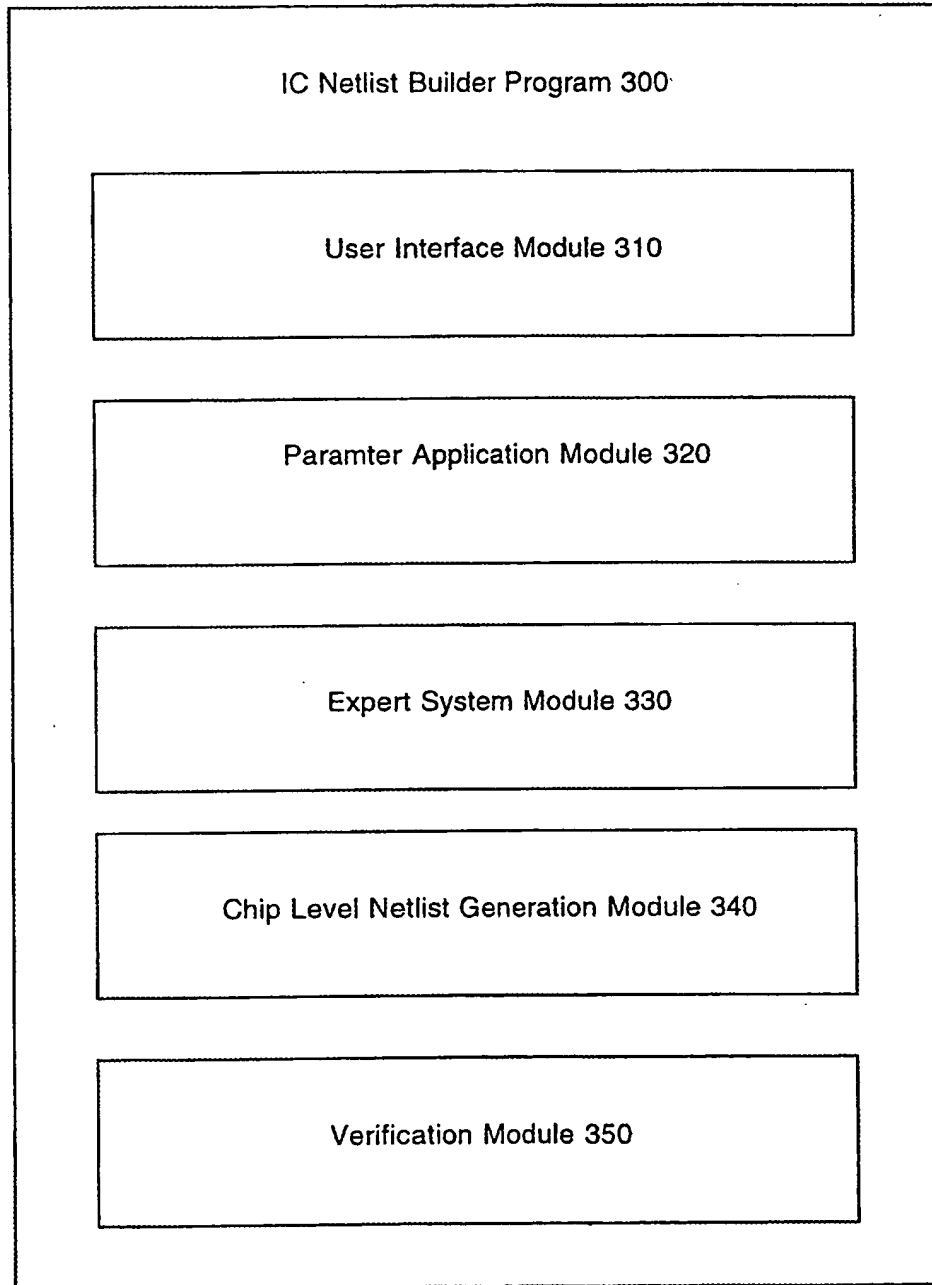 IC Netlist Builder Program 300
User Interface Module 310
Paramter Application Module 320
Expert System Module 330
Chip Level Netlist Generation Module 340
Verification Module 350